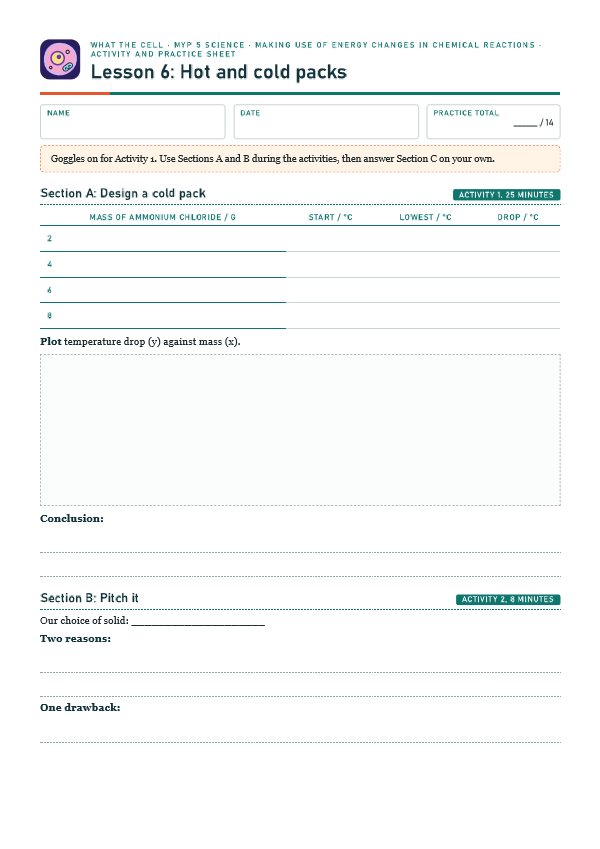 WHAT THE CELL · MYP 5 SCIENCE · MAKING USE OF ENERGY CHANGES IN CHEMICAL REACTIONS ·
ACTIVITY AND PRACTICE SHEET
Lesson 6: Hot and cold packs
NAME
DATE
PRACTICE TOTAL
_____ / 14
Goggles on for Activity 1. Use Sections A and B during the activities, then answer Section C on your own.
Section A: Design a cold pack
ACTIVITY 1, 25 MINUTES
MASS OF AMMONIUM CHLORIDE / G START / °C LOWEST / °C DROP / °C
2
4
6
8
Plot temperature drop (y) against mass (x).
Conclusion:
Section B: Pitch it
ACTIVITY 2, 8 MINUTES
Our choice of solid: ____________________
Two reasons:
One drawback: